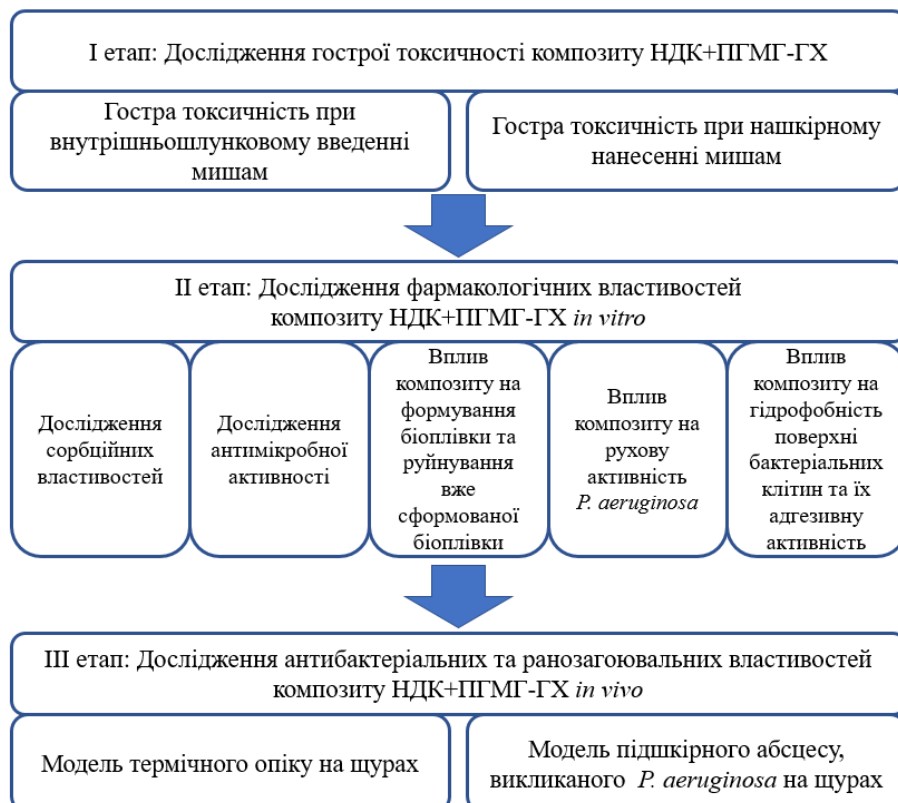 I етап: Дослідження гострої токсичності композиту НДК+ПГМГ-ГХ
Гостра токсичність при
внутрішньошлунковому введенні
мишам
Гостра токсичність при нашкірному
нанесенні мишам
II етап: Дослідження фармакологічних властивостей
композиту НДК+ПГМГ-ГХ in vitro
Дослідження
сорбційних
властивостей
Дослідження
антимікробної
активності
Вплив
композиту на
формування
біоплівки та
руйнування
вже
сформованої
біоплівки
Вплив
композиту на
рухову
активність
P. aeruginosa
Вплив
композиту на
гідрофобність
поверхні
бактеріальних
клітин та їх
адгезивну
активність
III етап: Дослідження антибактеріальних та ранозагоювальних властивостей
композиту НДК+ПГМГ-ГХ in vivo
Модель термічного опіку на щурах
Модель підшкірного абсцесу,
викликаного P. aeruginosa на щурах